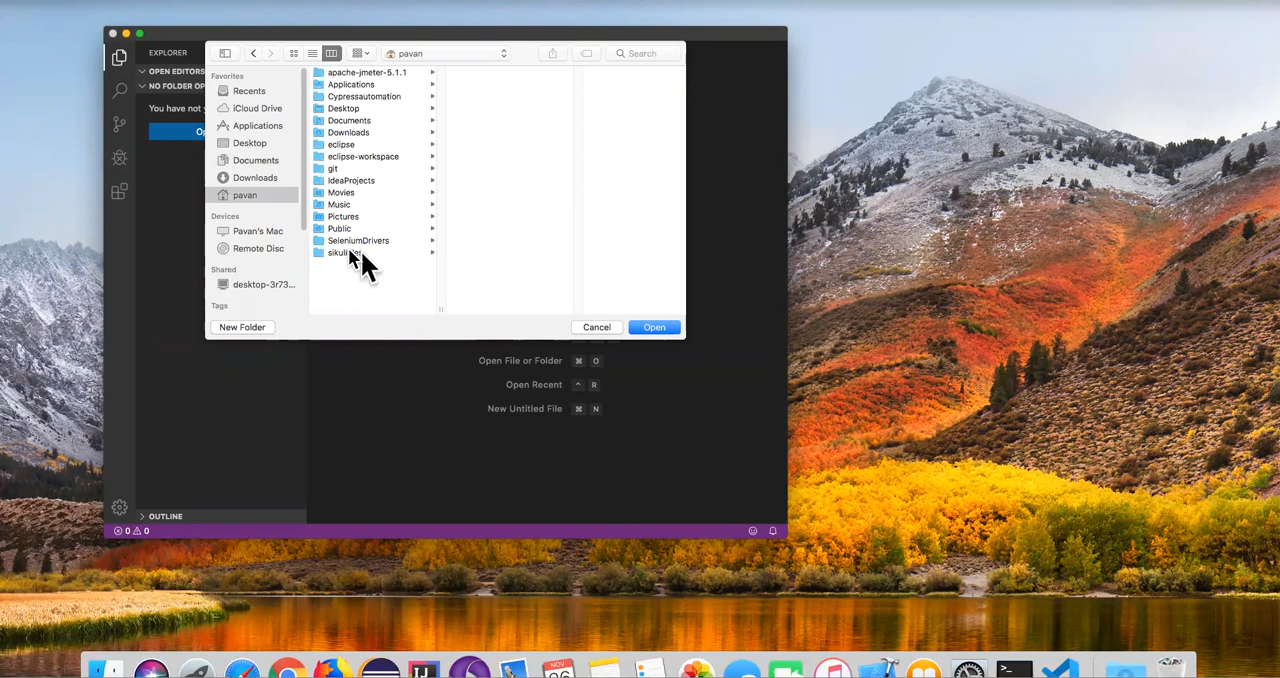 EXPLORER
OPEN EDITORS
NO FOLDER OP
You have not y
Op
pavan
Search
Favorites
Recents
iCloud Drive
Applications
Desktop
Documents
Downloads
pavan
Devices
Pavan's Mac
Remote Disc
Shared
desktop-3r73...
Tags
apache-jmeter-5.1.1
Applications
Cypressautomation
Desktop
Documents
Downloads
eclipse
eclipse-workspace
git
IdeaProjects
Movies
Music
Pictures
Public
SeleniumDrivers
New Folder
Cancel
Open
Open File or Folder ⌘ O
Open Recent ^ R
New Untitled File ⌘ N
OUTLINE
0 0
NOV